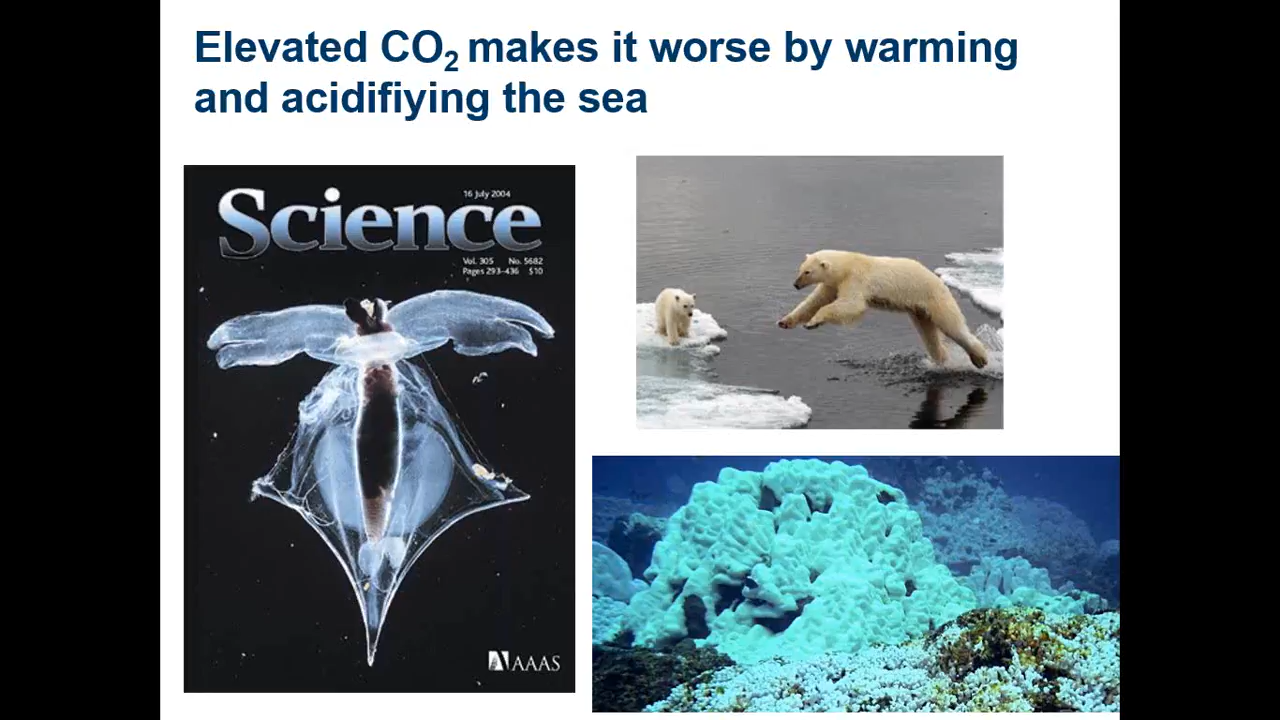 Elevated CO₂ makes it worse by warming
and acidifiying the sea
16 July 2004
Science
Vol. 305 No. 5682
Pages 293–436 $10
AAAS